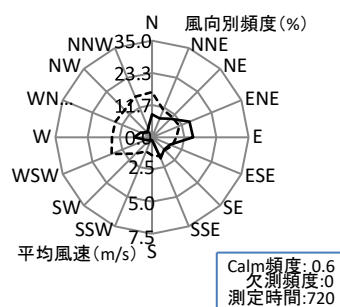 N
風向別頻度(%)
NNW
35.0
NNE
NW
23.3
NE
WN...
11.7
ENE
W
0.0
E
WSW
2.5
ESE
SW
5.0
SE
SSW
SSE
平均風速(m/s)
7.5
S
Calm頻度: 0.6
欠測頻度:0
測定時間:720